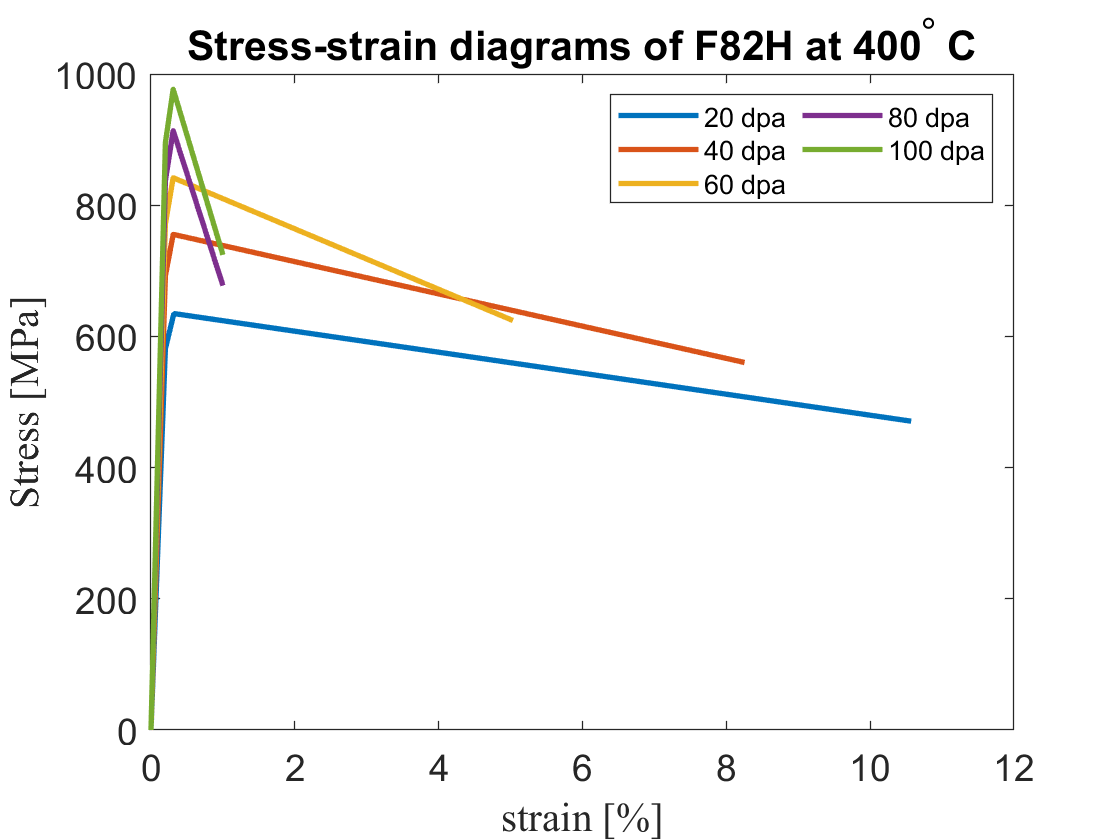 Stress-strain diagrams of F82H at 400° C
1000
800
600
400
200
0
Stress [MPa]
20 dpa
40 dpa
60 dpa
80 dpa
100 dpa
0 2 4 6 8 10 12
strain [%]